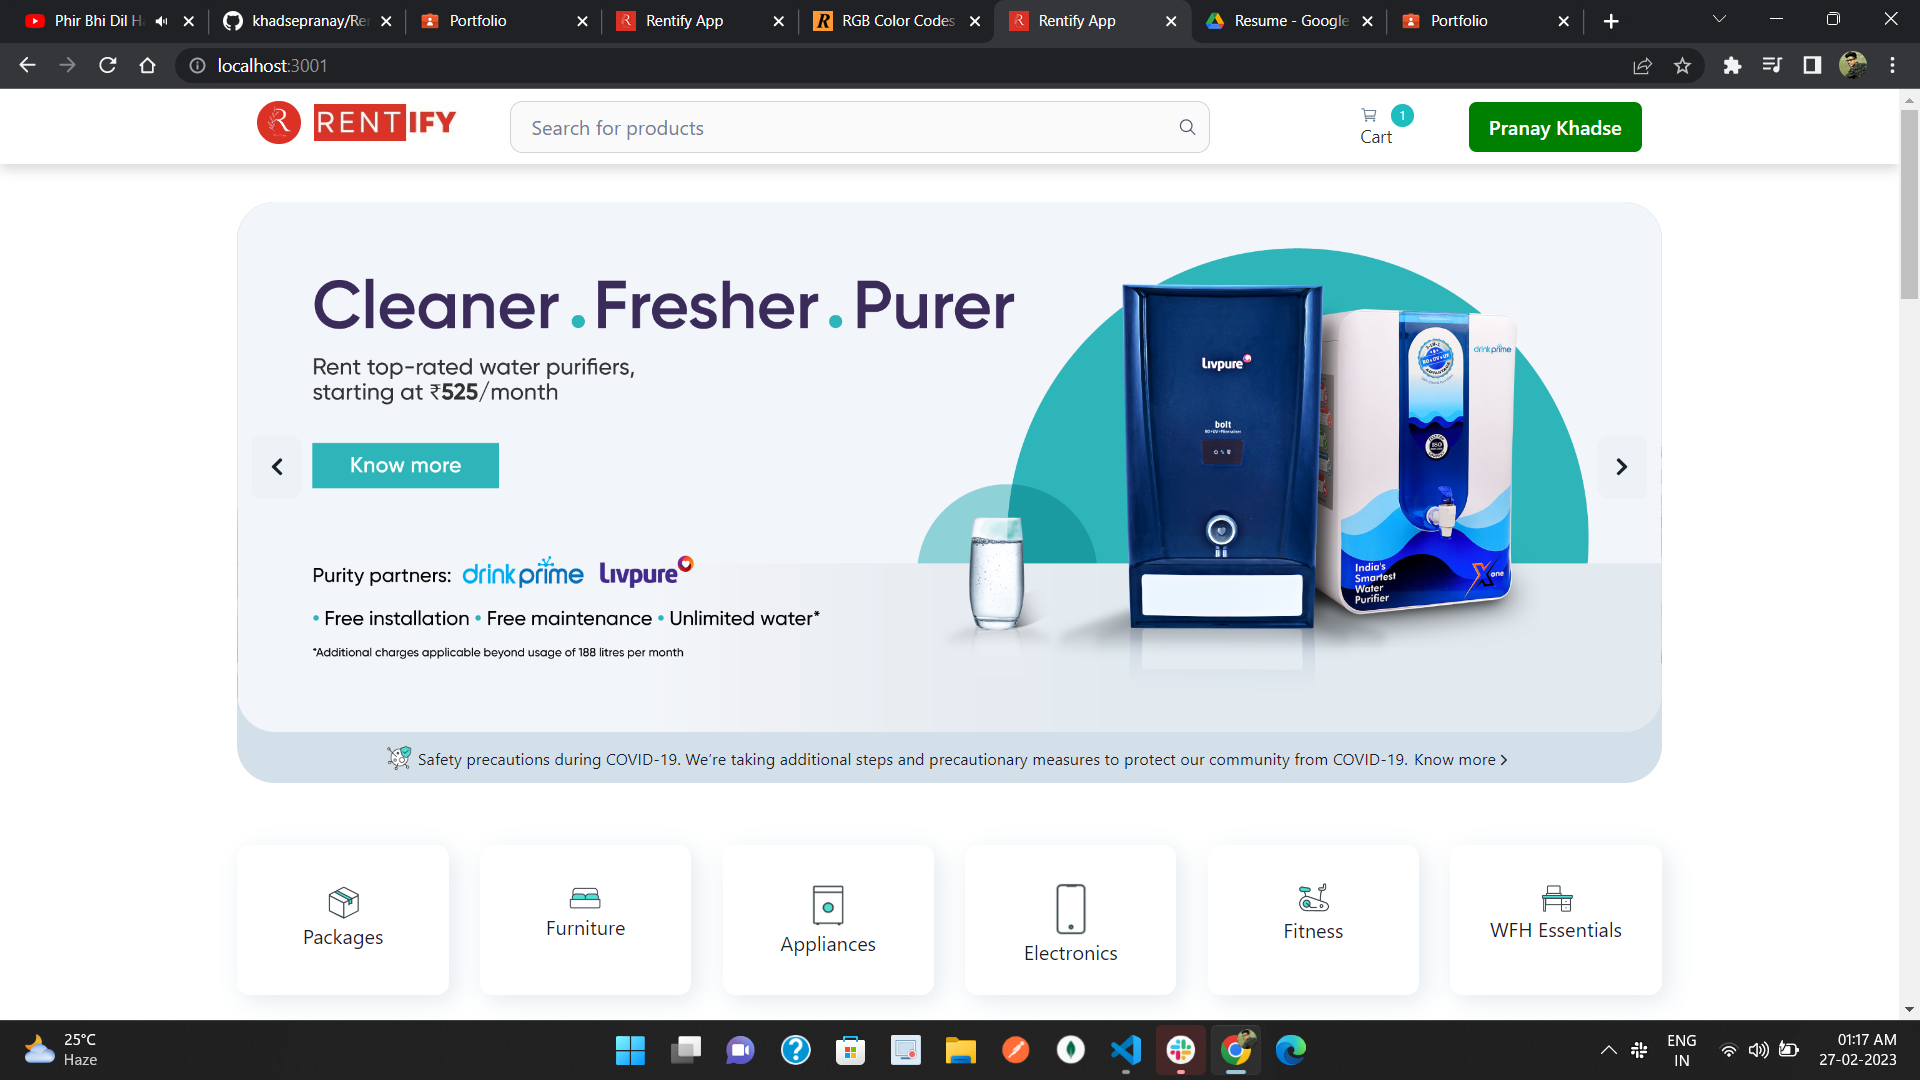 Phir Bhi Dil H
khadsepranay/Re
Portfolio
Rentify App
RGB Color Codes
Rentify App
Resume - Google
Portfolio
localhost:3001
RENTIFY
Search for products
1
Cart
Pranay Khadse
Cleaner.Fresher.Purer
Rent top-rated water purifiers,
starting at ₹525/month
Know more
Livpure
bolt
drinkprime
India's
Smartest
Water
Purifier
X one
Purity partners: drinkprime Livpure
• Free installation • Free maintenance • Unlimited water*
*Additional charges applicable beyond usage of 188 litres per month
Safety precautions during COVID-19. We're taking additional steps and precautionary measures to protect our community from COVID-19. Know more
Packages
Furniture
Appliances
Electronics
Fitness
WFH Essentials
25°C
Haze
ENG
IN
01:17 AM
27-02-2023